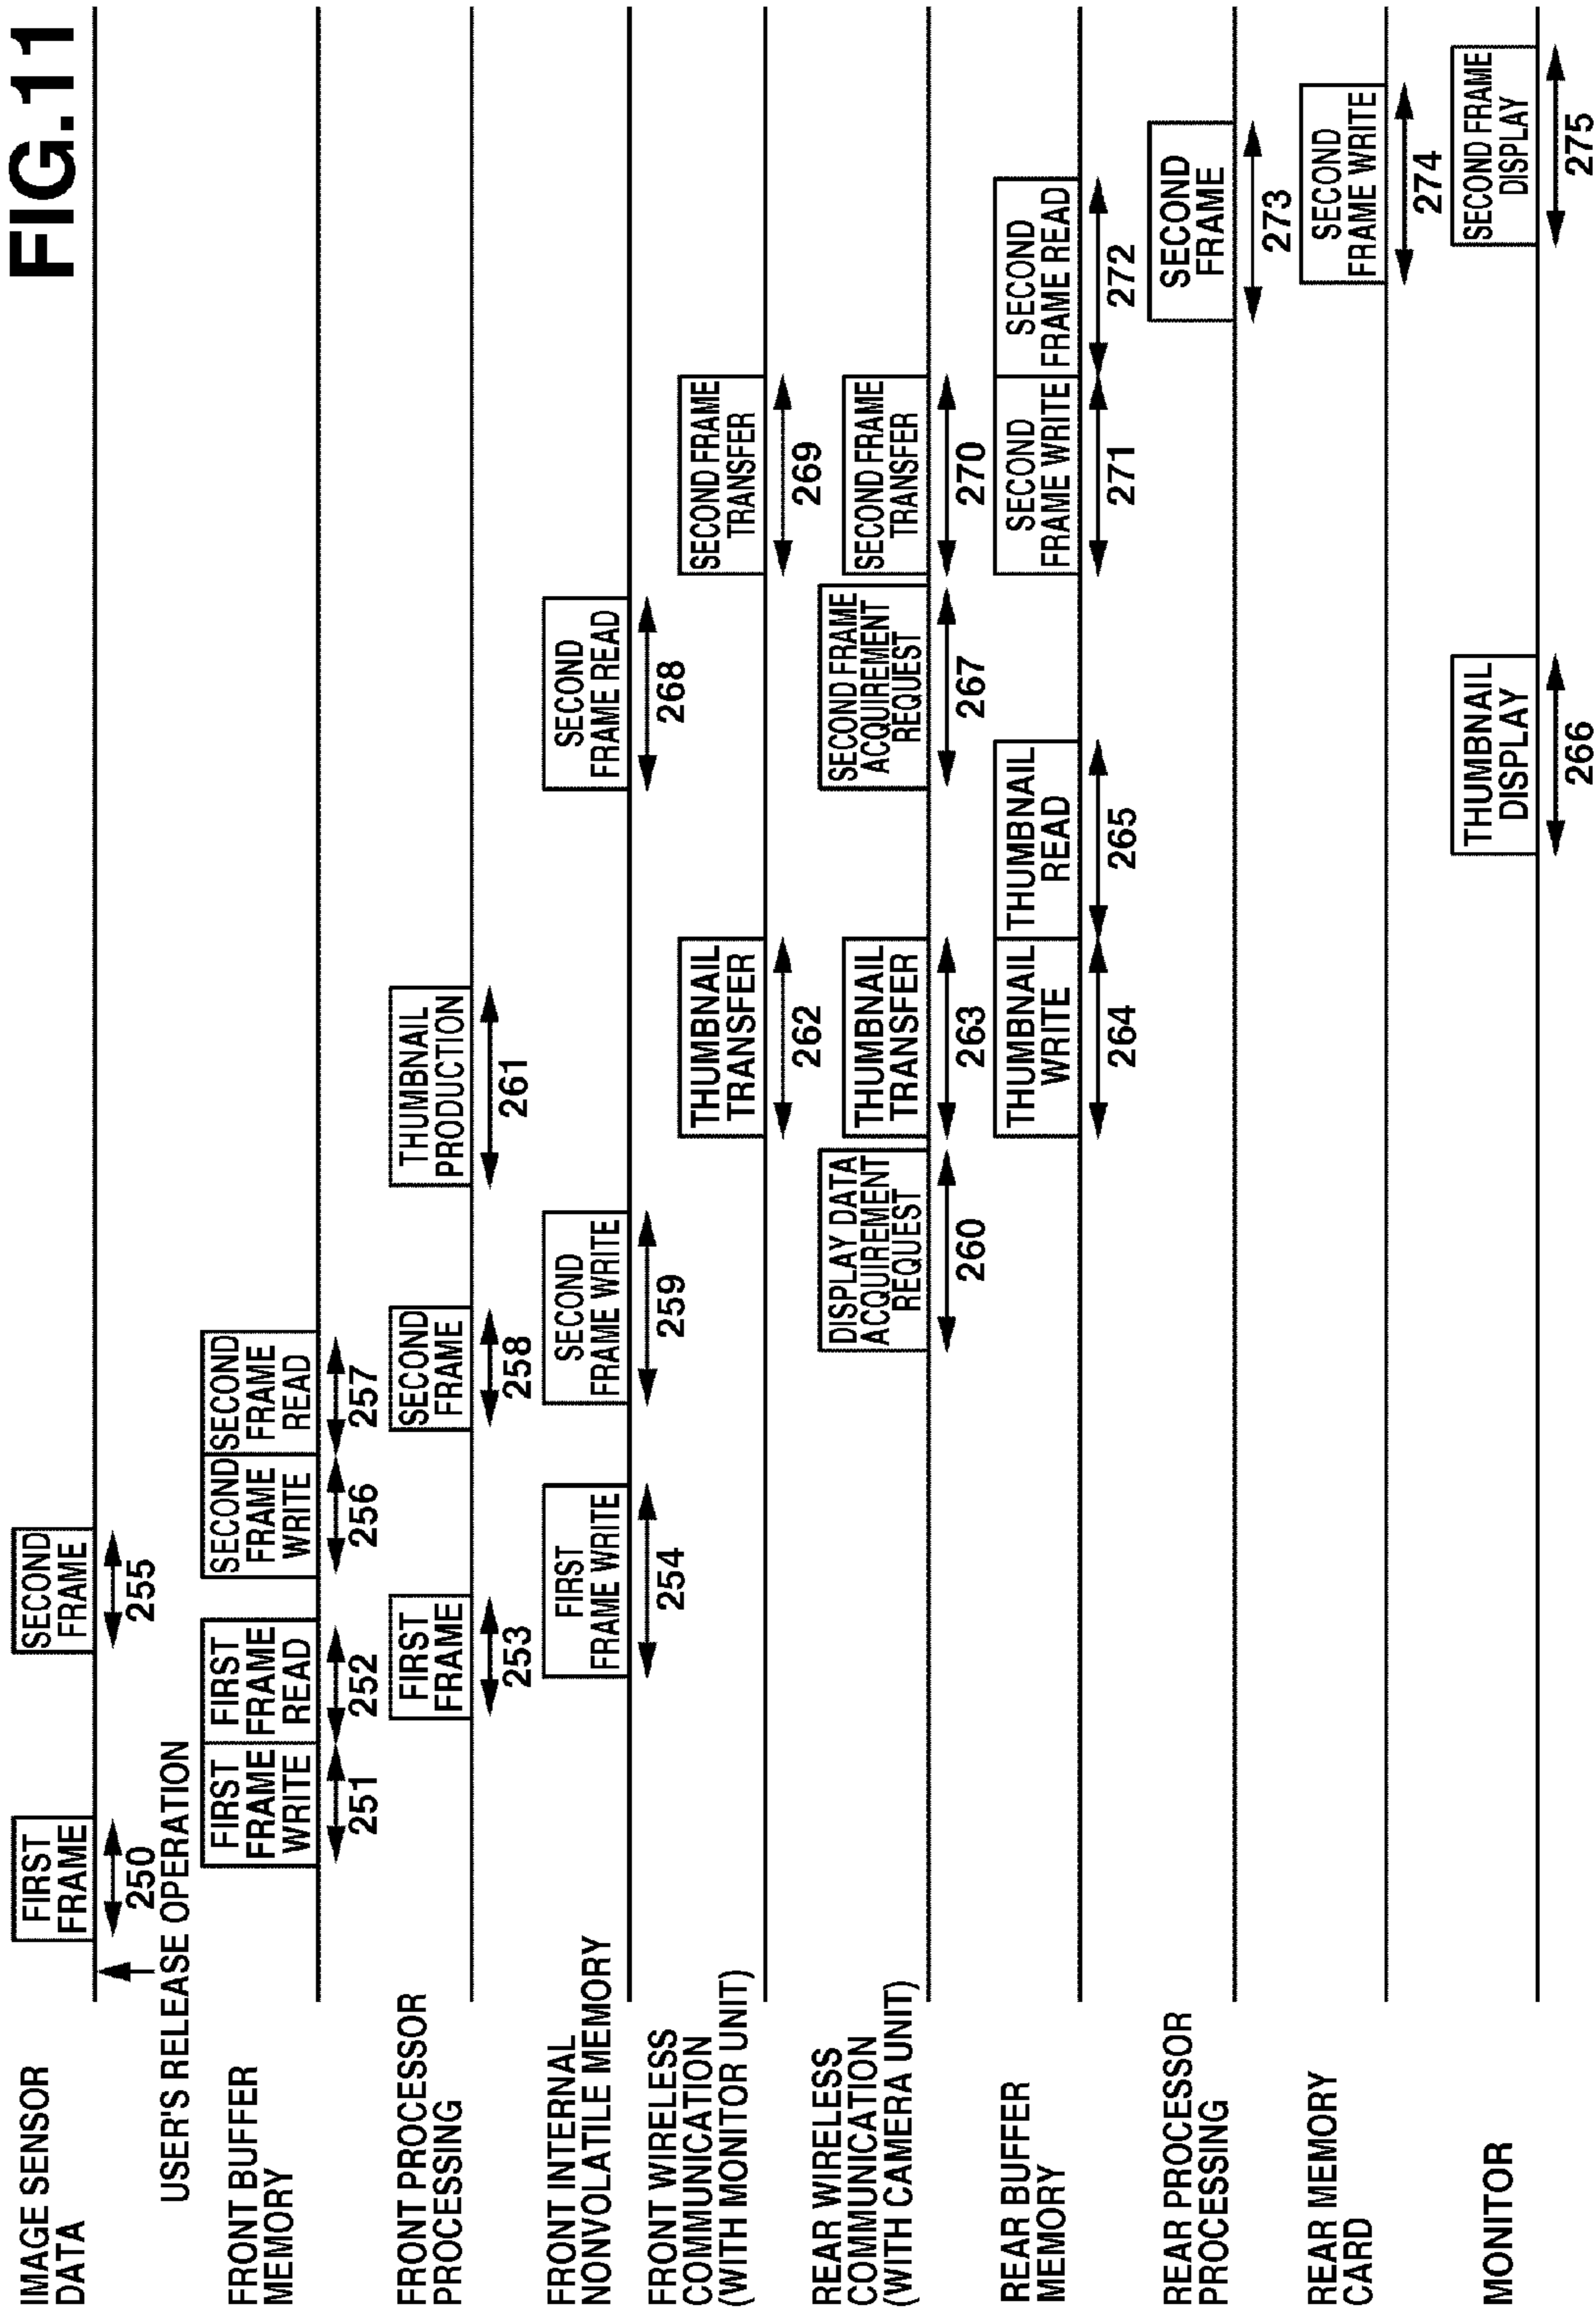 FIG.11
IMAGE SENSOR
DATA
FIRST
FRAME
250
SECOND
FRAME
255
USER'S RELEASE OPERATION
FRONT BUFFER
MEMORY
FIRST
FRAME
WRITE
251
FIRST
FRAME
READ
252
SECOND
FRAME
WRITE
256
SECOND
FRAME
READ
257
FRONT PROCESSOR
PROCESSING
FIRST
FRAME
253
SECOND
FRAME
258
THUMBNAIL
PRODUCTION
261
FRONT INTERNAL
NONVOLATILE MEMORY
FIRST
FRAME WRITE
254
SECOND
FRAME WRITE
259
SECOND
FRAME READ
268
FRONT WIRELESS
COMMUNICATION
(WITH MONITOR UNIT)
THUMBNAIL
TRANSFER
262
SECOND FRAME
TRANSFER
269
REAR WIRELESS
COMMUNICATION
(WITH CAMERA UNIT)
DISPLAY DATA
ACQUIREMENT
REQUEST
260
THUMBNAIL
TRANSFER
263
SECOND FRAME
ACQUIREMENT
REQUEST
267
SECOND FRAME
TRANSFER
270
REAR BUFFER
MEMORY
THUMBNAIL
WRITE
264
THUMBNAIL
READ
265
SECOND
FRAME WRITE
271
SECOND
FRAME READ
272
REAR PROCESSOR
PROCESSING
SECOND
FRAME
273
REAR MEMORY
CARD
SECOND
FRAME WRITE
274
MONITOR
THUMBNAIL
DISPLAY
266
SECOND FRAME
DISPLAY
275